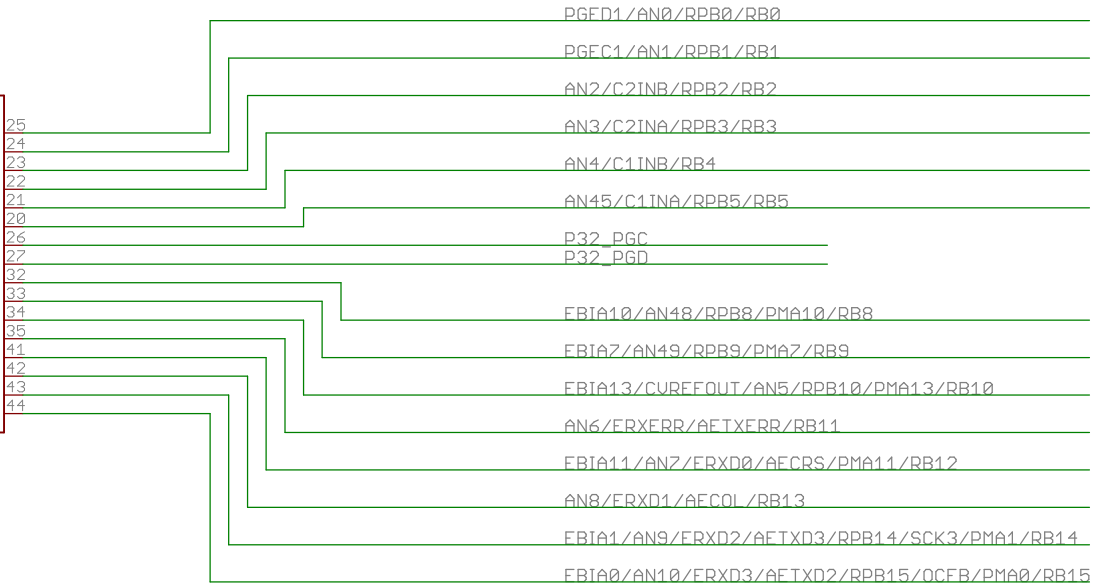 PGED1/AN0/RPB0/RB0
PGEC1/AN1/RPB1/RB1
AN2/C2INB/RPB2/RB2
25
AN3/C2INA/RPB3/RB3
24
23
AN4/C1INB/RB4
22
21
AN45/C1INA/RPB5/RB5
20
26 P32_PGC
27 P32_PGD
32
33
34
EBIA10/AN48/RPB8/PMA10/RB8
35
41
EBIA7/AN49/RPB9/PMA7/RB9
42
43
EBIA13/CVREFOUT/AN5/RPB10/PMA13/RB10
44
AN6/ERXERR/AETXERR/RB11
EBIA11/AN7/ERXD0/AECRS/PMA11/RB12
AN8/ERXD1/AECOL/RB13
EBIA1/AN9/ERXD2/AETXD3/RPB14/SCK3/PMA1/RB14
EBIA0/AN10/ERXD3/AETXD2/RPB15/OCFB/PMA0/RB15